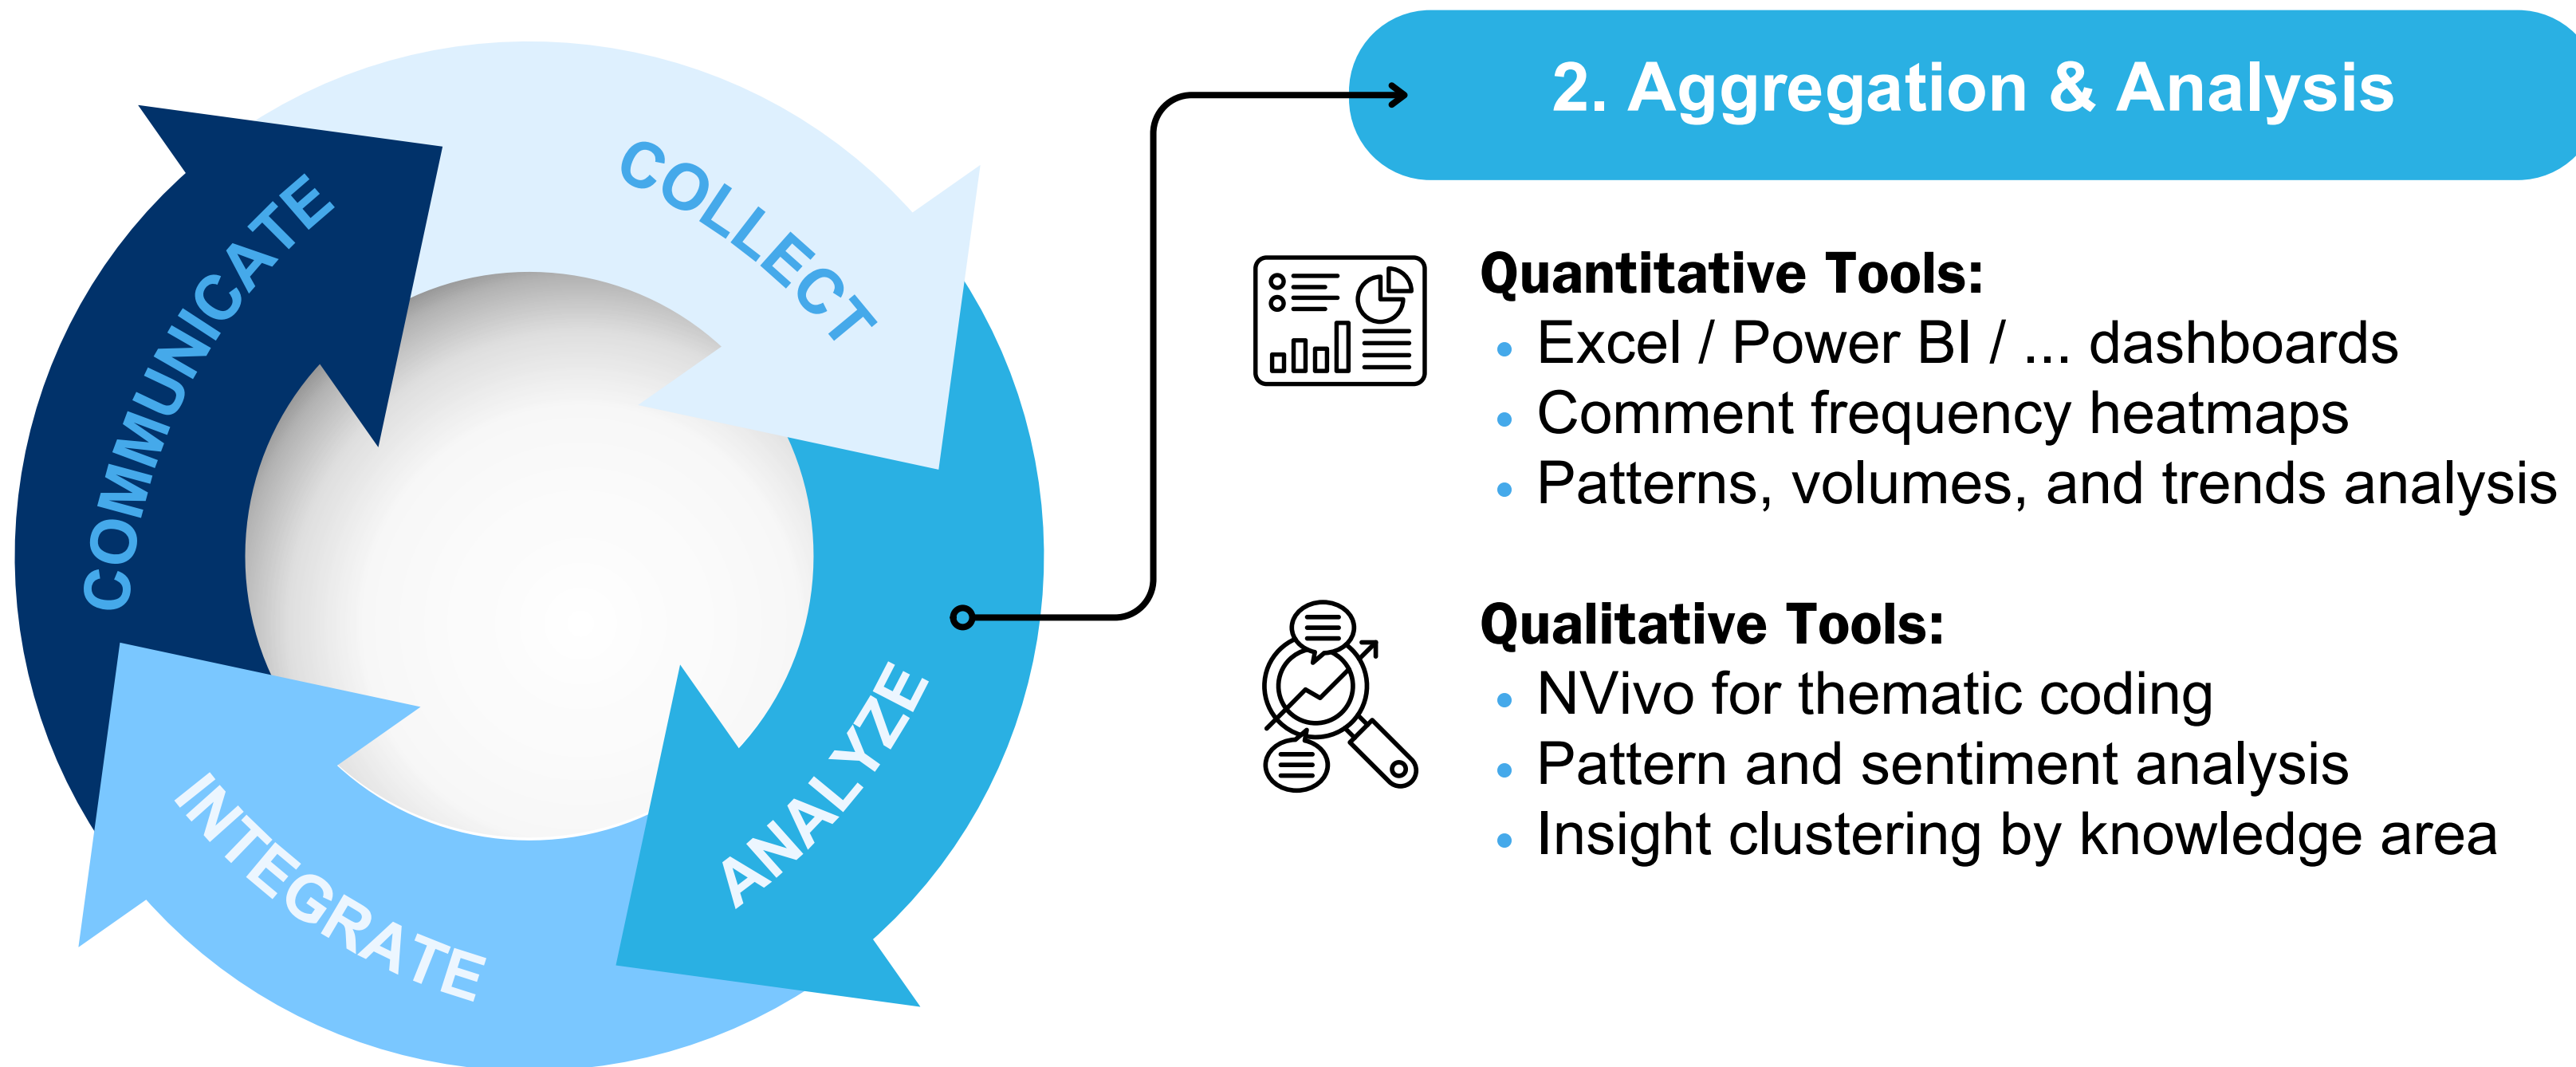 COLLECT
ANALYZE
INTEGRATE
COMMUNICATE
2. Aggregation & Analysis
Quantitative Tools:
• Excel / Power BI / ... dashboards
• Comment frequency heatmaps
• Patterns, volumes, and trends analysis
Qualitative Tools:
• NVivo for thematic coding
• Pattern and sentiment analysis
• Insight clustering by knowledge area